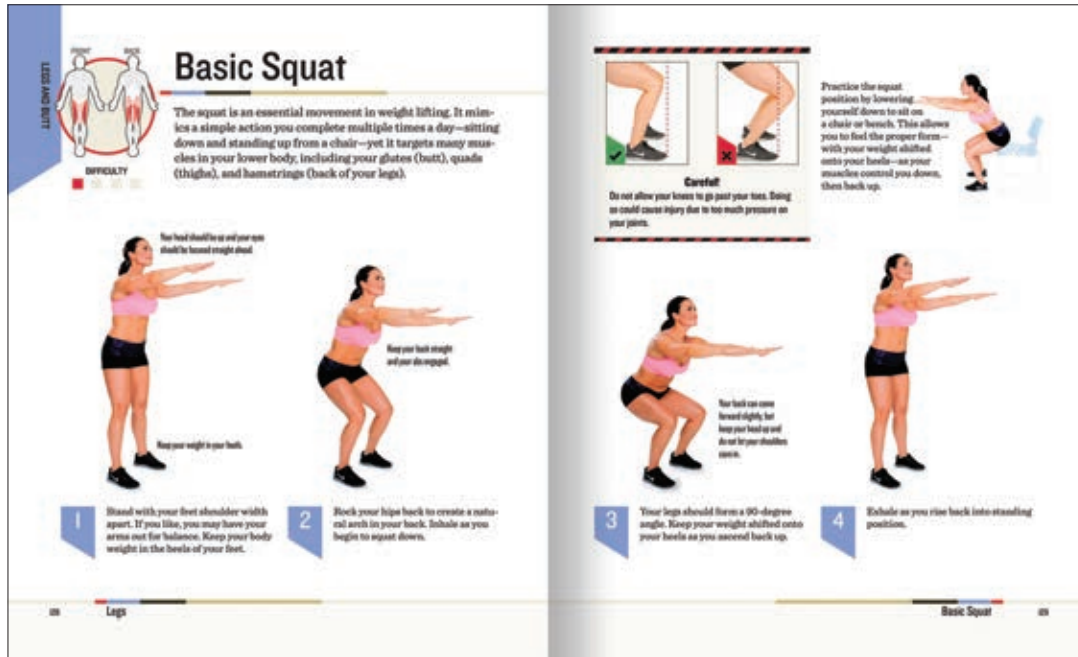 LEGS AND BUTT
FRONT
BACK
DIFFICULTY
Basic Squat
The squat is an essential movement in weight lifting. It mim-
ics a simple action you complete multiple times a day—sitting
down and standing up from a chair—yet it targets many mus-
cles in your lower body, including your glutes (butt), quads
(thighs), and hamstrings (back of your legs).
Your head should be up and your eyes
should be focused straight ahead.
Keep your weight in your heels.
Keep your back straight
and your abs engaged.
1
Stand with your feet shoulder width
apart. If you like, you may have your
arms out for balance. Keep your body
weight in the heels of your feet.
2
Rock your hips back to create a natu-
ral arch in your back. Inhale as you
begin to squat down.
Legs
Careful!
Do not allow your knees to go past your toes. Doing
so could cause injury due to too much pressure on
your joints.
Practice the squat
position by lowering
yourself down to sit on
a chair or bench. This allows
you to feel the proper form—
with your weight shifted
onto your heels—as your
muscles control you down,
then back up.
Your back can come
forward slightly, but
keep your head up and
do not let your shoulders
cave in.
3
Your legs should form a 90-degree
angle. Keep your weight shifted onto
your heels as you ascend back up.
4
Exhale as you rise back into standing
position.
Basic Squat